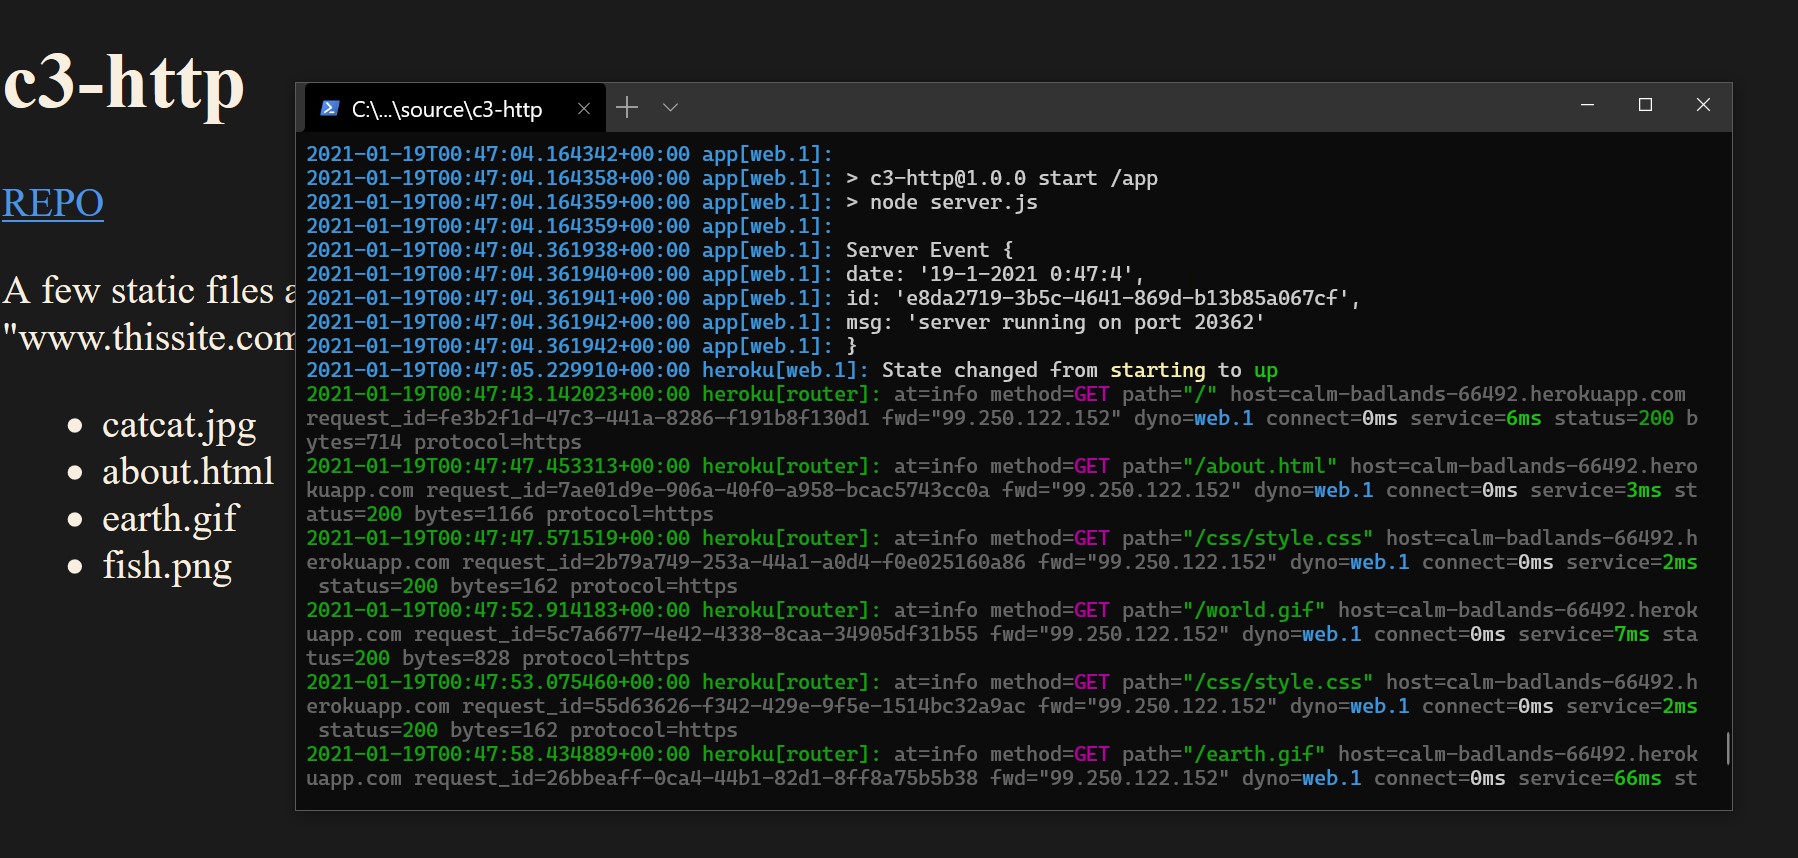 c3-http
REPO
A few static files a
"www.thissite.com
• catcat.jpg
• about.html
• earth.gif
• fish.png
C:\...\source\c3-http
2021-01-19T00:47:04.164342+00:00 app[web.1]:
2021-01-19T00:47:04.164358+00:00 app[web.1]: > c3-http@1.0.0 start /app
2021-01-19T00:47:04.164359+00:00 app[web.1]: > node server.js
2021-01-19T00:47:04.164359+00:00 app[web.1]:
2021-01-19T00:47:04.361938+00:00 app[web.1]: Server Event {
2021-01-19T00:47:04.361940+00:00 app[web.1]: date: '19-1-2021 0:47:4',
2021-01-19T00:47:04.361941+00:00 app[web.1]: id: 'e8da2719-3b5c-4641-869d-b13b85a067cf',
2021-01-19T00:47:04.361942+00:00 app[web.1]: msg: 'server running on port 20362'
2021-01-19T00:47:04.361942+00:00 app[web.1]: }
2021-01-19T00:47:05.229910+00:00 heroku[web.1]: State changed from starting to up
2021-01-19T00:47:43.142023+00:00 heroku[router]: at=info method=GET path="/" host=calm-badlands-66492.herokuapp.com
request_id=fe3b2f1d-47c3-441a-8286-f191b8f130d1 fwd="99.250.122.152" dyno=web.1 connect=0ms service=6ms status=200 b
ytes=714 protocol=https
2021-01-19T00:47:47.453313+00:00 heroku[router]: at=info method=GET path="/about.html" host=calm-badlands-66492.hero
kuapp.com request_id=7ae01d9e-906a-40f0-a958-bcac5743cc0a fwd="99.250.122.152" dyno=web.1 connect=0ms service=3ms st
atus=200 bytes=1166 protocol=https
2021-01-19T00:47:47.571519+00:00 heroku[router]: at=info method=GET path="/css/style.css" host=calm-badlands-66492.h
erokuapp.com request_id=2b79a749-253a-44a1-a0d4-f0e025160a86 fwd="99.250.122.152" dyno=web.1 connect=0ms service=2ms
status=200 bytes=162 protocol=https
2021-01-19T00:47:52.914183+00:00 heroku[router]: at=info method=GET path="/world.gif" host=calm-badlands-66492.herok
uapp.com request_id=5c7a6677-4e42-4338-8caa-34905df31b55 fwd="99.250.122.152" dyno=web.1 connect=0ms service=7ms sta
tus=200 bytes=828 protocol=https
2021-01-19T00:47:53.075460+00:00 heroku[router]: at=info method=GET path="/css/style.css" host=calm-badlands-66492.h
erokuapp.com request_id=55d63626-f342-429e-9f5e-1514bc32a9ac fwd="99.250.122.152" dyno=web.1 connect=0ms service=2ms
status=200 bytes=162 protocol=https
2021-01-19T00:47:58.434889+00:00 heroku[router]: at=info method=GET path="/earth.gif" host=calm-badlands-66492.herok
uapp.com request_id=26bbeaff-0ca4-44b1-82d1-8ff8a75b5b38 fwd="99.250.122.152" dyno=web.1 connect=0ms service=66ms st